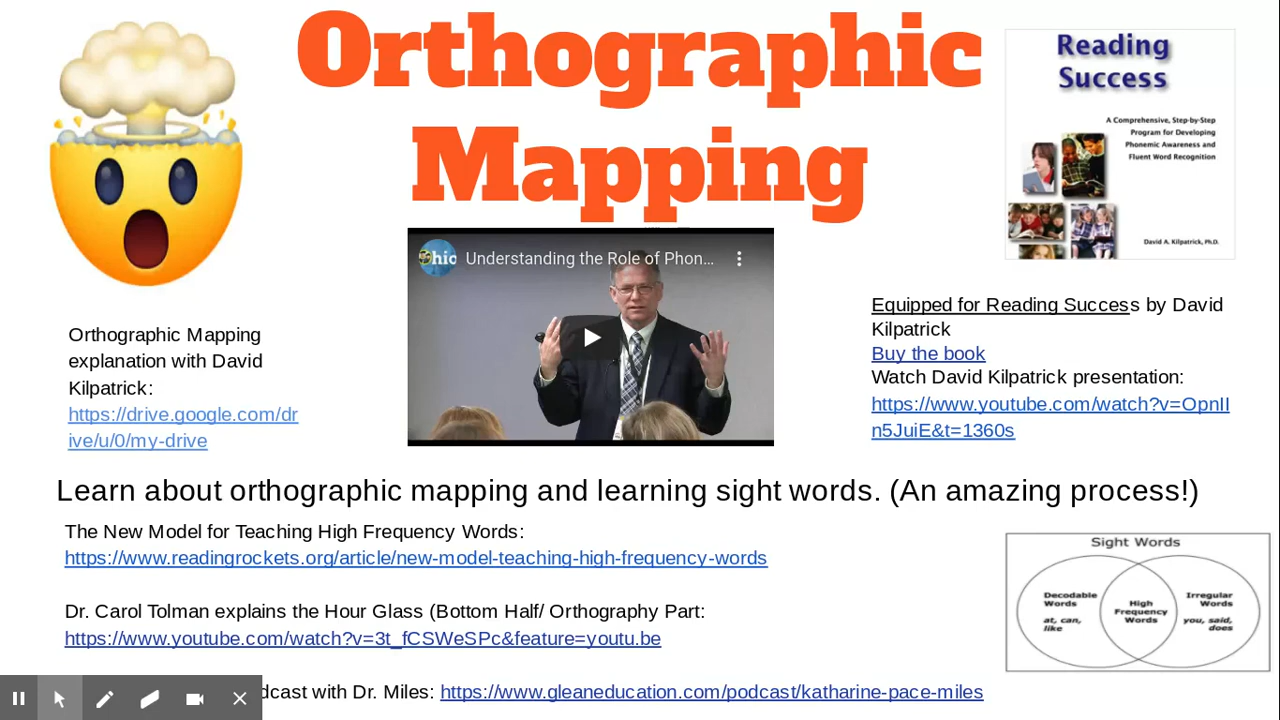 Orthographic
Mapping
Reading
Success
A Comprehensive, Step-by-Step
Program for Developing
Phonemic Awareness and
Fluent Word Recognition
David A. Kilpatrick, Ph.D.
hio
Understanding the Role of Phon...
Orthographic Mapping
explanation with David
Kilpatrick:
https://drive.google.com/dr
ive/u/0/my-drive
Equipped for Reading Success by David
Kilpatrick
Buy the book
Watch David Kilpatrick presentation:
https://www.youtube.com/watch?v=OpnII
n5JuiE&t=1360s
Learn about orthographic mapping and learning sight words. (An amazing process!)
The New Model for Teaching High Frequency Words:
https://www.readingrockets.org/article/new-model-teaching-high-frequency-words
Dr. Carol Tolman explains the Hour Glass (Bottom Half/ Orthography Part:
https://www.youtube.com/watch?v=3t_fCSWeSPc&feature=youtu.be
dcast with Dr. Miles: https://www.gleaneducation.com/podcast/katharine-pace-miles
Sight Words
Decodable
Words
at, can,
like
High
Frequency
Words
Irregular
Words
you, said,
does